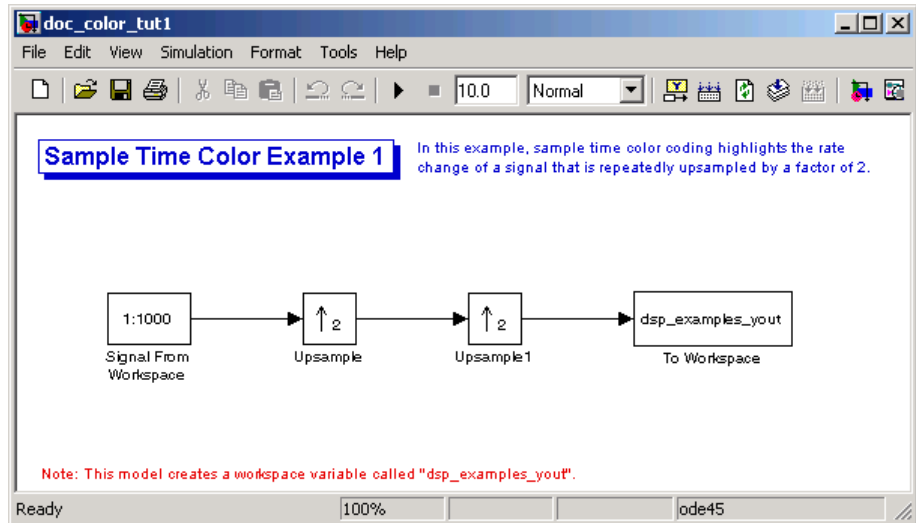 doc_color_tut1
File Edit View Simulation Format Tools Help
10.0 Normal
Sample Time Color Example 1
In this example, sample time color coding highlights the rate
change of a signal that is repeatedly upsampled by a factor of 2.
1:1000
2
2
dsp_examples_yout
Signal From
Workspace
Upsample
Upsample1
To Workspace
Note: This model creates a workspace variable called "dsp_examples_yout".
Ready 100% ode45